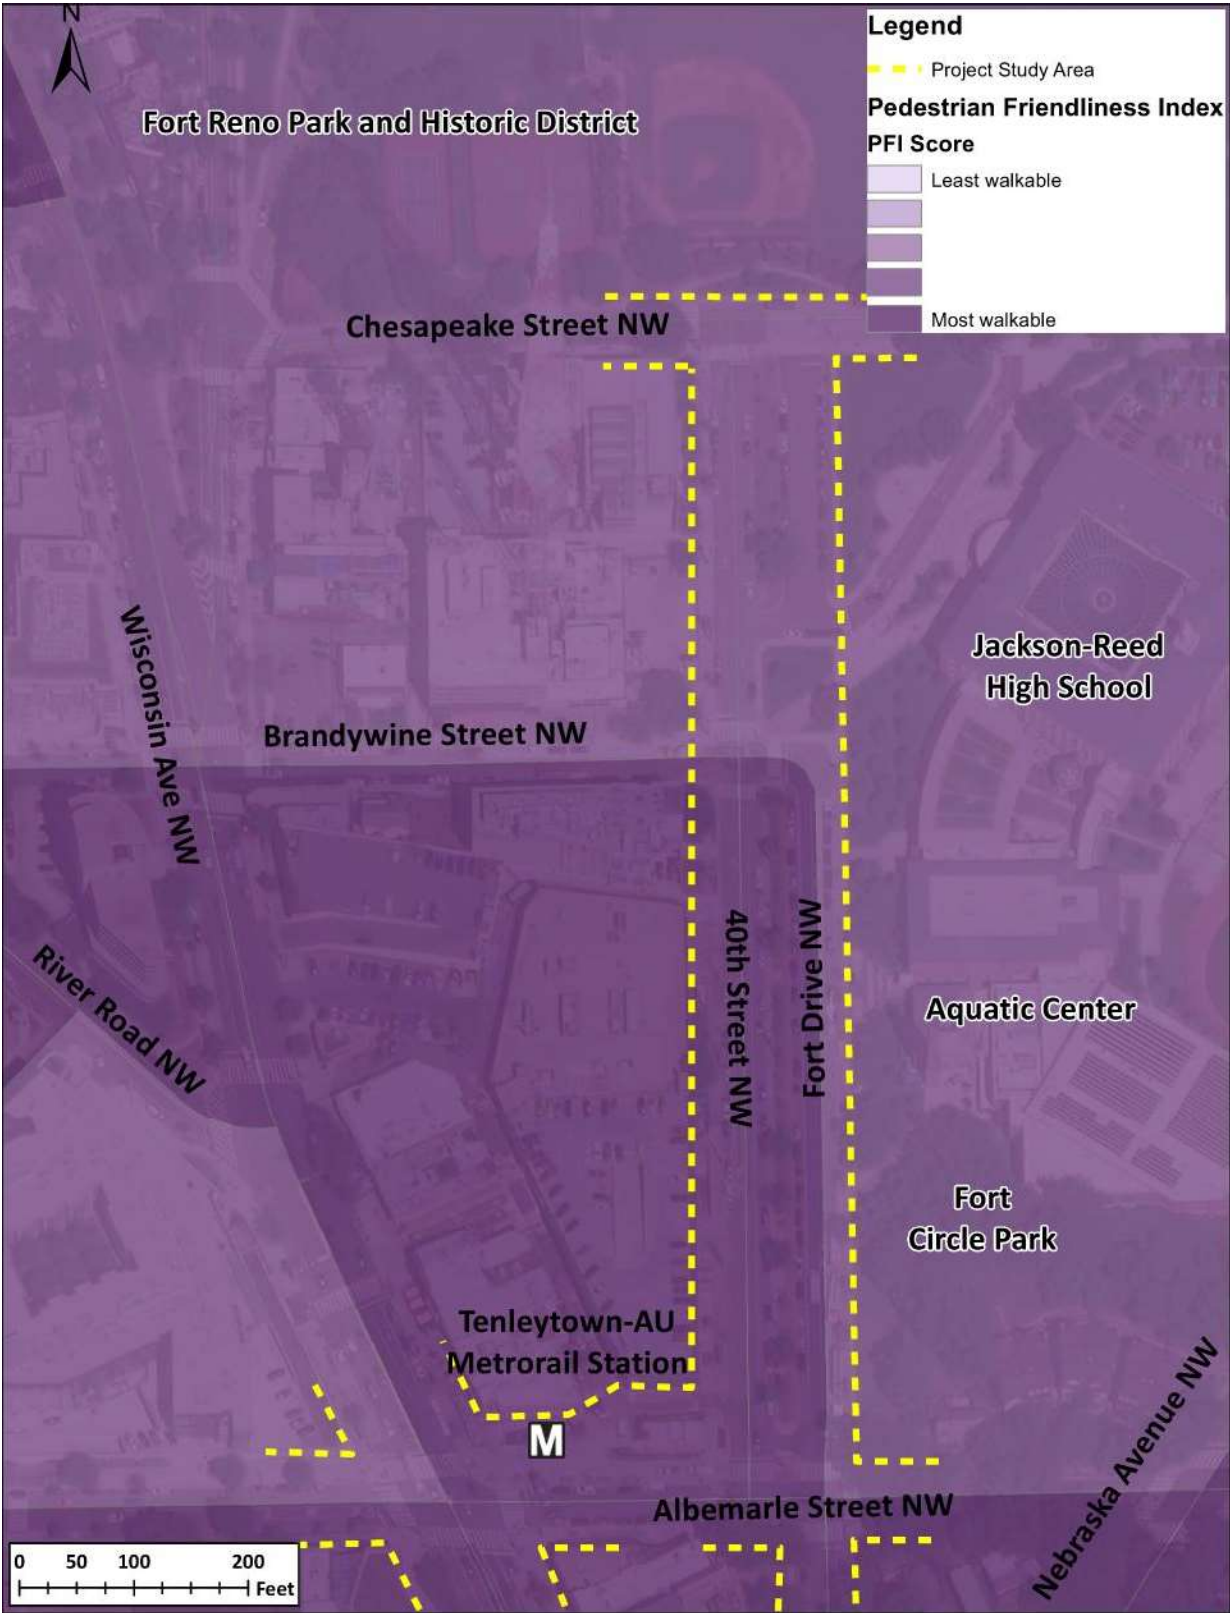 N
Legend
Project Study Area
Pedestrian Friendliness Index
PFI Score
Least walkable
Most walkable
Fort Reno Park and Historic District
Chesapeake Street NW
Wisconsin Ave NW
Jackson-Reed
High School
Brandywine Street NW
River Road NW
40th Street NW
Fort Drive NW
Aquatic Center
Fort
Circle Park
Tenleytown-AU
Metrorail Station
M
Albemarle Street NW
Nebraska Avenue NW
0 50 100 200
Feet